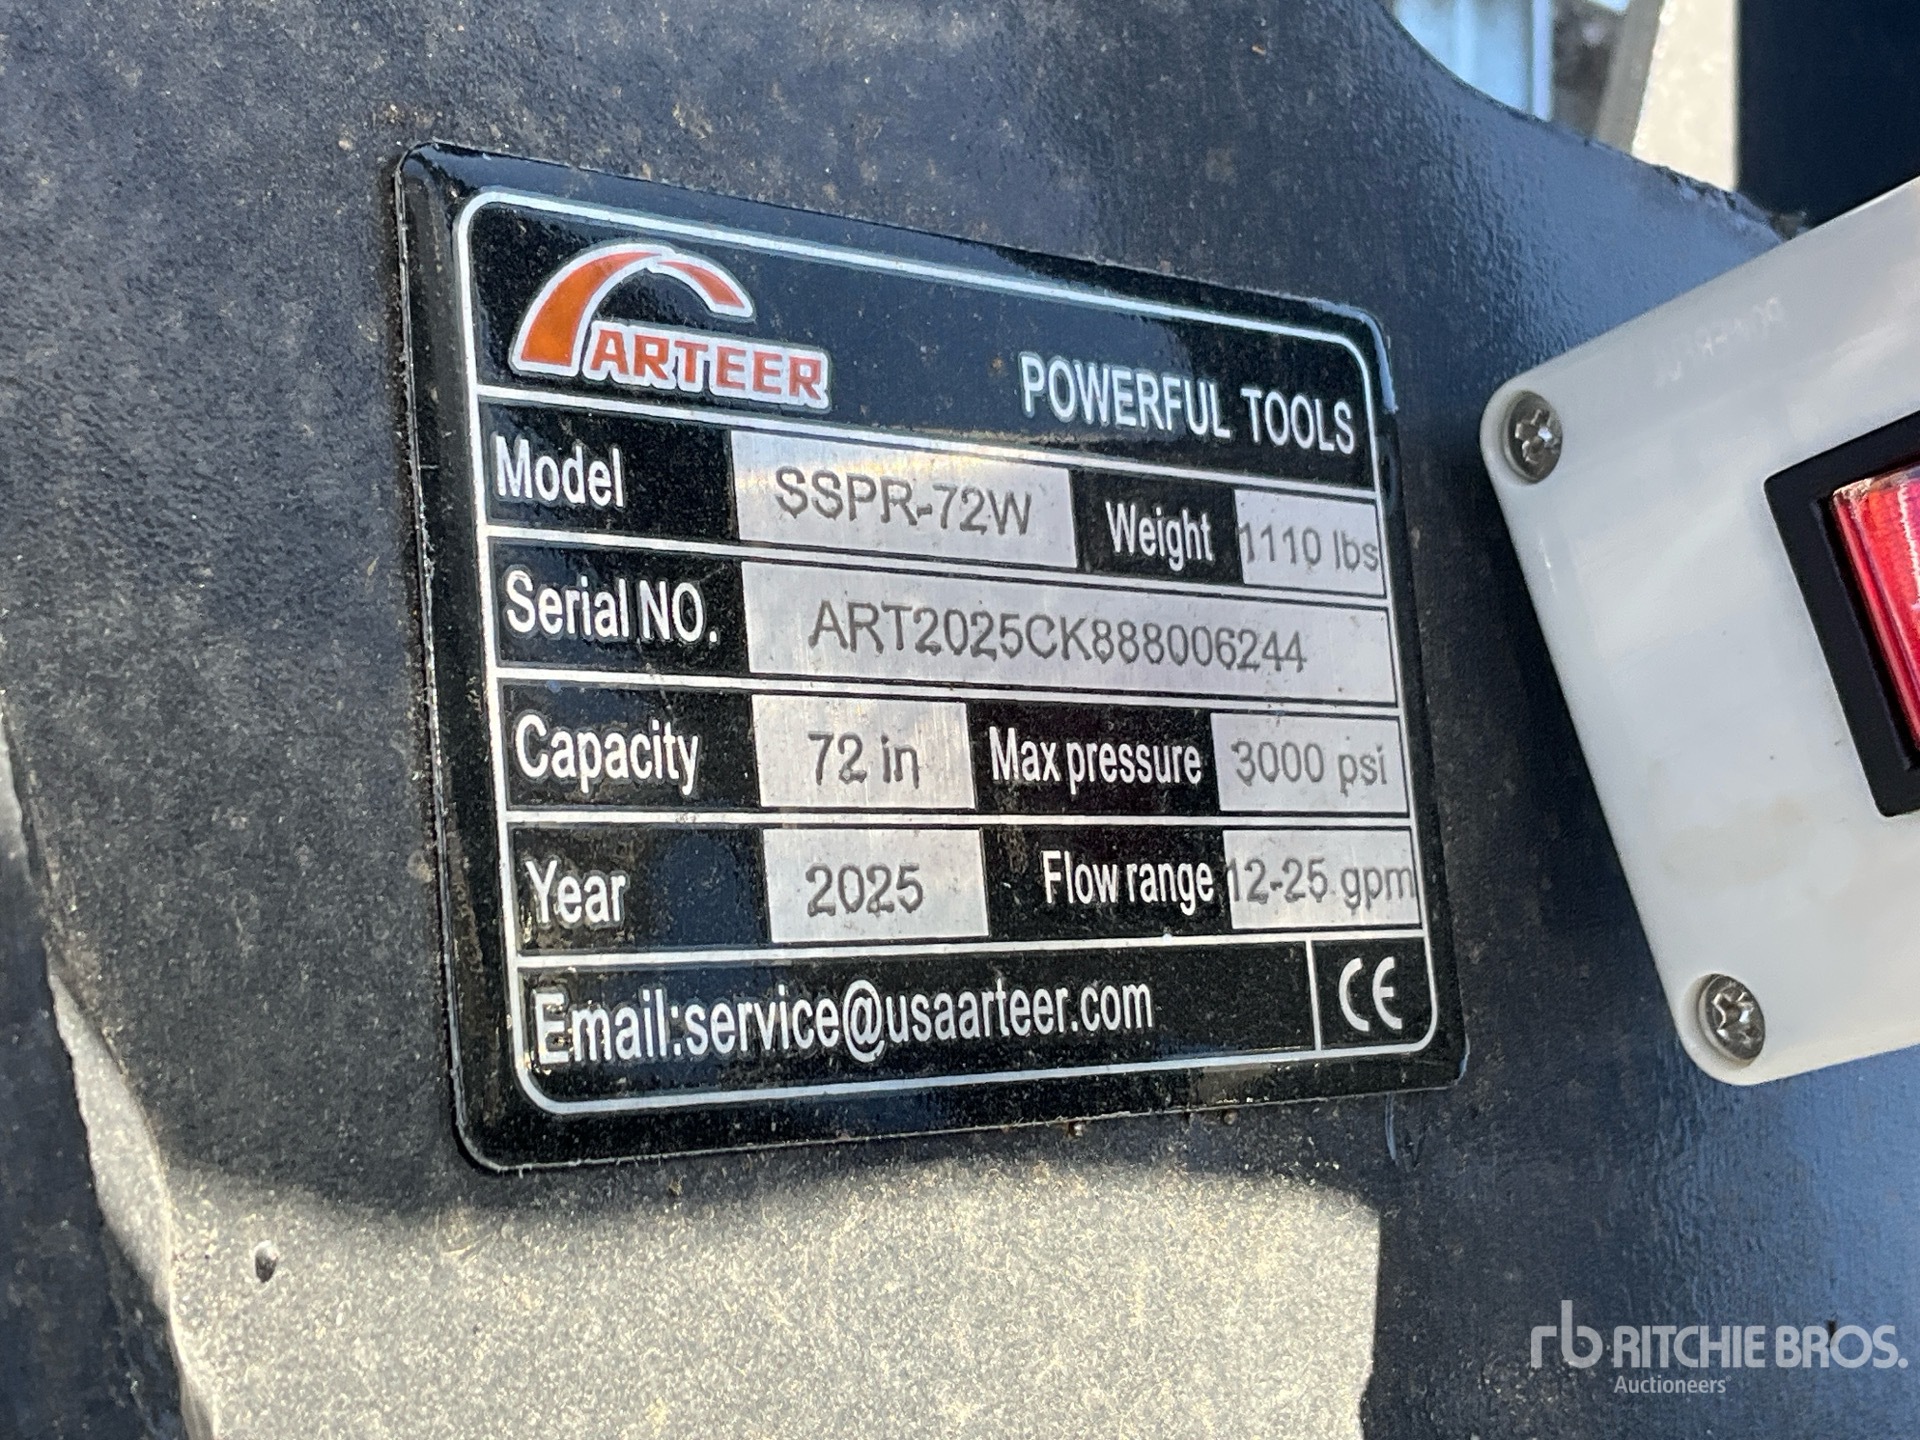 ARTEER
POWERFUL TOOLS
Model SSPR-72W Weight 1110 lbs
Serial NO. ART2025CK888006244
Capacity 72 in Max pressure 3000 psi
Year 2025 Flow range 12-25 gpm
Email:service@usaarteer.com CE
rb RITCHIE BROS.
Auctioneers